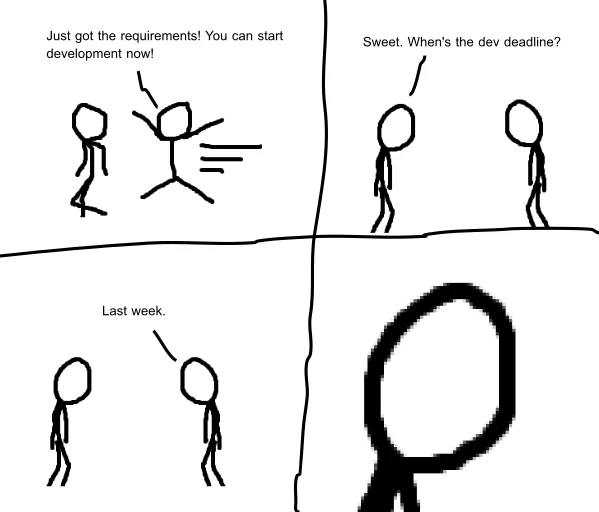 Just got the requirements! You can start
development now!
Sweet. When's the dev deadline?
Last week.